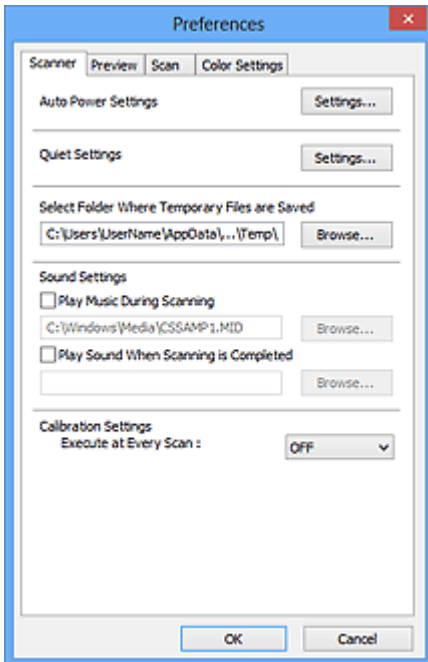 Preferences
Scanner Preview Scan Color Settings
Auto Power Settings Settings...
Quiet Settings Settings...
Select Folder Where Temporary Files are Saved
C:\Users\UserName\AppData\,...\Temp\, Browse...
Sound Settings
Play Music During Scanning
C:\Windows\Media\CSSAMP1.MID Browse...
Play Sound When Scanning is Completed
Browse...
Calibration Settings
Execute at Every Scan : OFF
OK Cancel